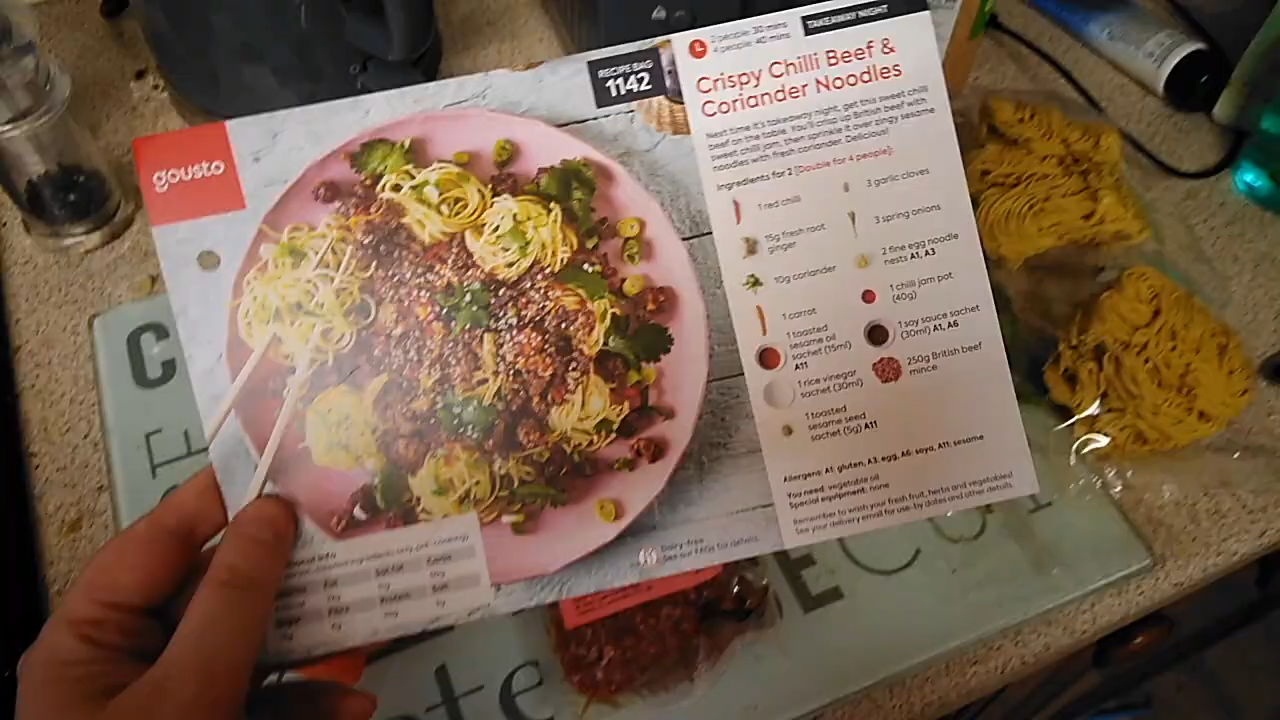 gousto
RECIPE BAG
1142
2 people: 30 mins
4 people: 40 mins
TAKEAWAY NIGHT
Crispy Chilli Beef &
Coriander Noodles
Next time it's takeaway night, get this sweet chilli
beef on the table. You'll crisp up British beef with
sweet chilli jam, then sprinkle it over zingy sesame
noodles with fresh coriander. Delicious!
Ingredients for 2 [Double for 4 people]:
1 red chilli
15g fresh root
ginger
10g coriander
1 carrot
1 toasted
sesame oil
sachet (15ml)
A11
1 rice vinegar
sachet (30ml)
1 toasted
sesame seed
sachet (5g) A11
3 garlic cloves
3 spring onions
2 fine egg noodle
nests A1, A3
1 chilli jam pot
(40g)
1 soy sauce sachet
(30ml) A1, A6
250g British beef
mince
Allergens: A1: gluten, A3: egg, A6: soya, A11: sesame
You need: vegetable oil
Special equipment: none
Remember to wash your fresh fruit, herbs and vegetables!
See your delivery email for use-by dates and other details.
Dairy-free
See our FAQs for details